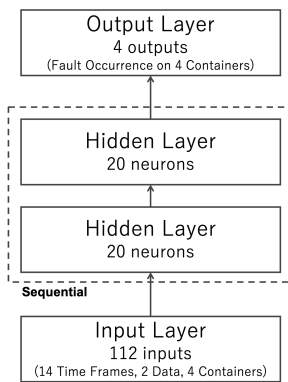 Output Layer
4 outputs
(Fault Occurrence on 4 Containers)
Hidden Layer
20 neurons
Hidden Layer
20 neurons
Sequential
Input Layer
112 inputs
(14 Time Frames, 2 Data, 4 Containers)